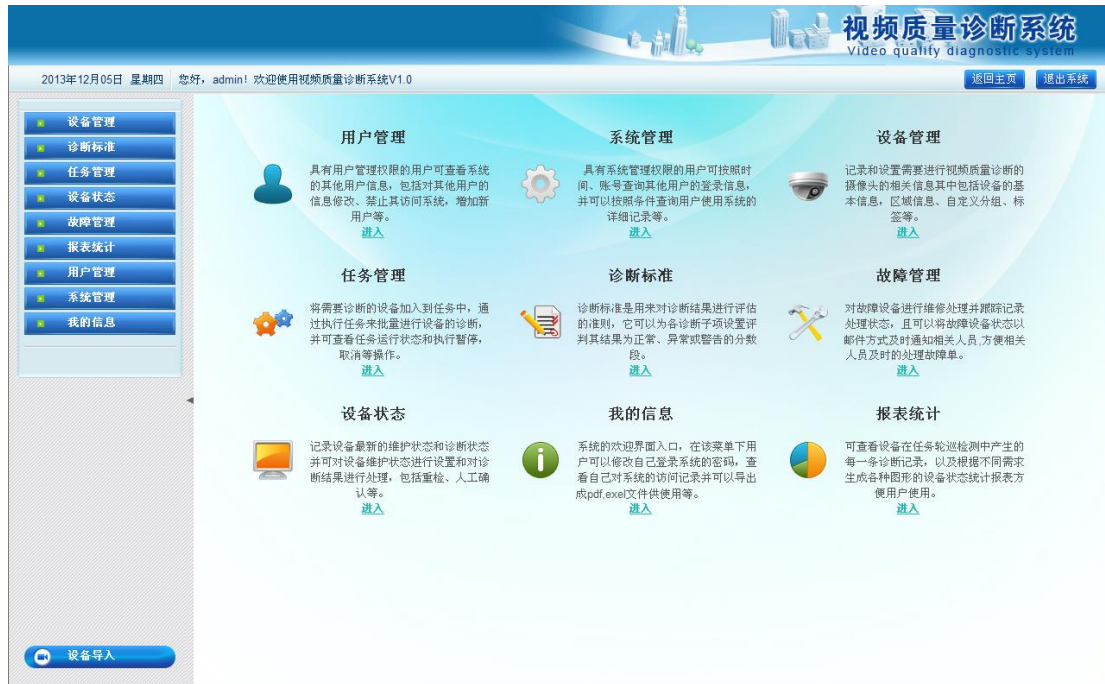 视频质量诊断系统
Video quality diagnostic system
2013年12月05日 星期四 您好，admin！欢迎使用视频质量诊断系统V1.0
返回主页 退出系统
设备管理
诊断标准
任务管理
设备状态
故障管理
报表统计
用户管理
系统管理
我的信息
设备导入
用户管理
具有用户管理权限的用户可查看系统
的其他用户信息，包括对其他用户的
信息修改、禁止其访问系统，增加新
用户等。
进入
系统管理
具有系统管理权限的用户可按照时
间、账号查询其他用户的登录信息，
并可以按照条件查询用户使用系统的
详细记录等。
进入
设备管理
记录和设置需要进行视频质量诊断的
摄像头的相关信息其中包括设备的基
本信息，区域信息、自定义分组、标
签等。
进入
任务管理
将需要诊断的设备加入到任务中，通
过执行任务来批量进行设备的诊断，
并可查看任务运行状态和执行暂停，
取消等操作。
进入
诊断标准
诊断标准是用来对诊断结果进行评估
的准则，它可以为各诊断子项设置评
判其结果为正常、异常或警告的分数
段。
进入
故障管理
对故障设备进行维修处理并跟踪记录
处理状态，且可以将故障设备状态以
邮件方式及时通知相关人员,方便相关
人员及时的处理故障单。
进入
设备状态
记录设备最新的维护状态和诊断状态
并可对设备维护状态进行设置和对诊
断结果进行处理，包括重检、人工确
认等。
进入
我的信息
系统的欢迎界面入口，在该菜单下用
户可以修改自己登录系统的密码，查
看自己对系统的访问记录并可以导出
成pdf,exel文件供使用等。
进入
报表统计
可查看设备在任务轮巡检测中产生的
每一条诊断记录，以及根据不同需求
生成各种图形的设备状态统计报表方
便用户使用。
进入